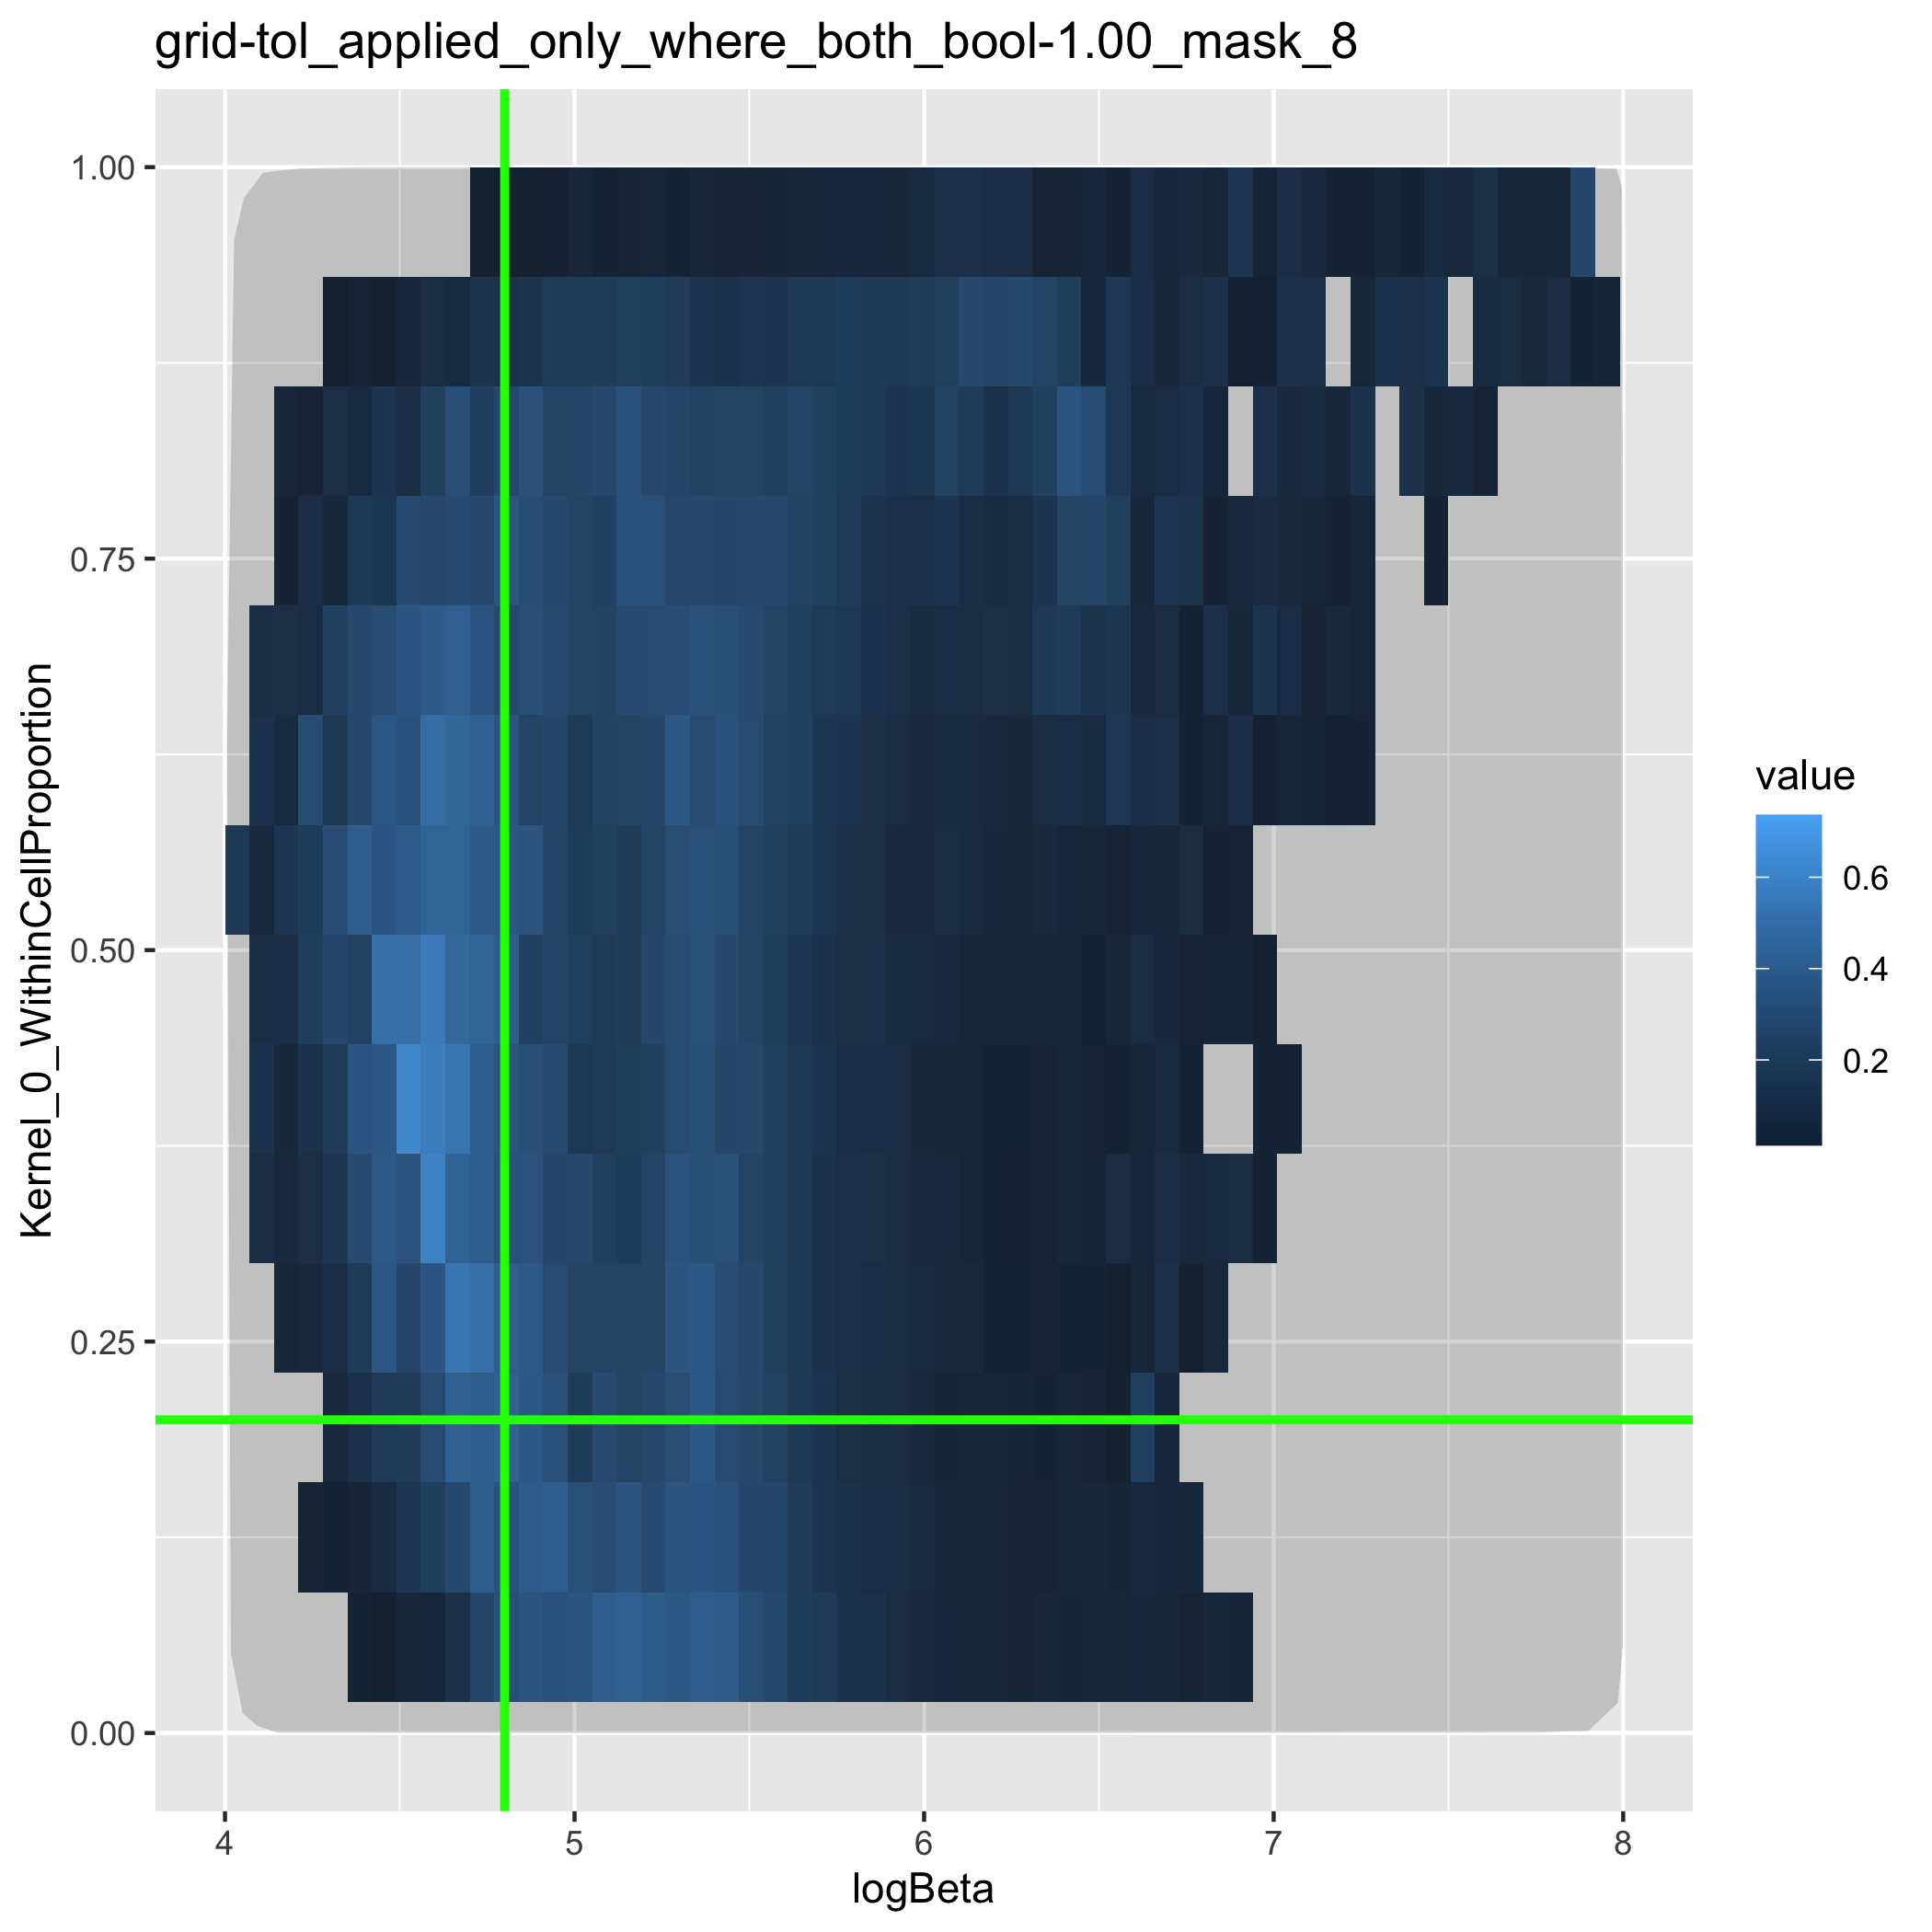 grid-tol_applied_only_where_both_bool-1.00_mask_8
Kernel_0_WithinCellProportion
1.00
0.75
0.50
0.25
0.00
4 5 6 7 8
logBeta
value
0.6
0.4
0.2